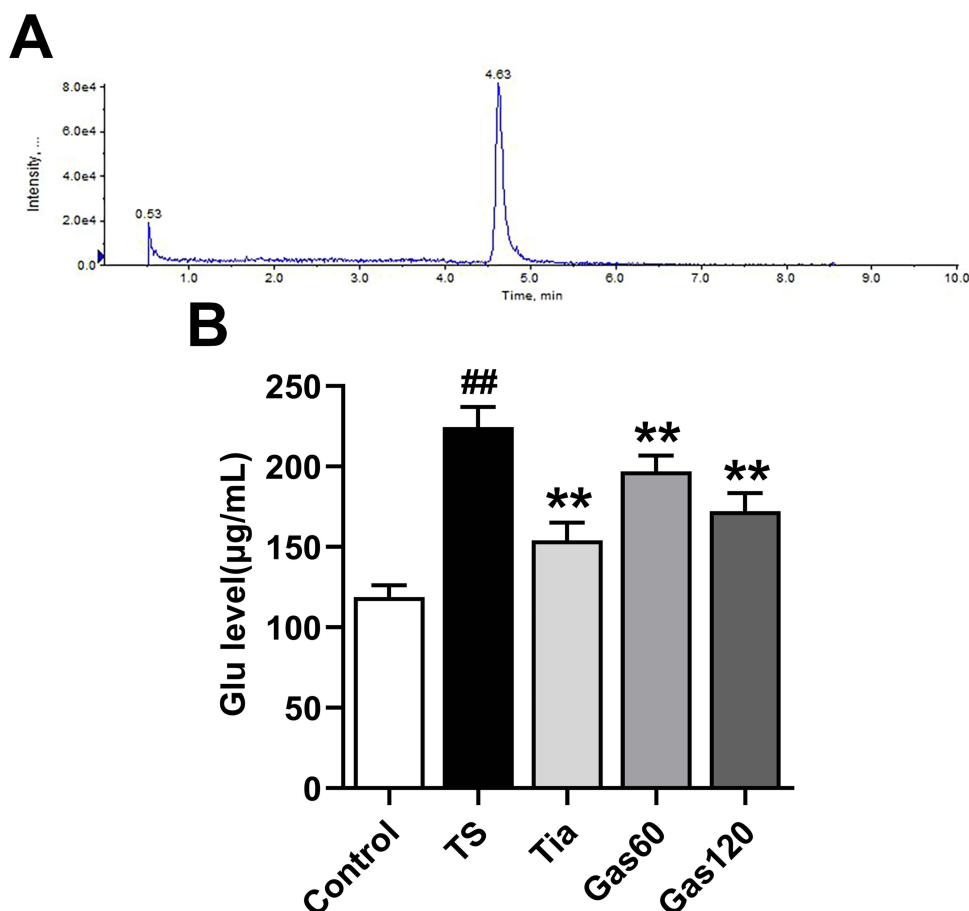 A
4.63
8.0e4
6.0e4
4.0e4
2.0e4
0.0
0.53
Intensity, ...
1.0 2.0 3.0 4.0 5.0 6.0 7.0 8.0 9.0 10.0
Time, min
B
250
200
150
100
50
0
Glu level(μg/mL)
##
**
**
**
Control
TS
Tia
Gas60
Gas120